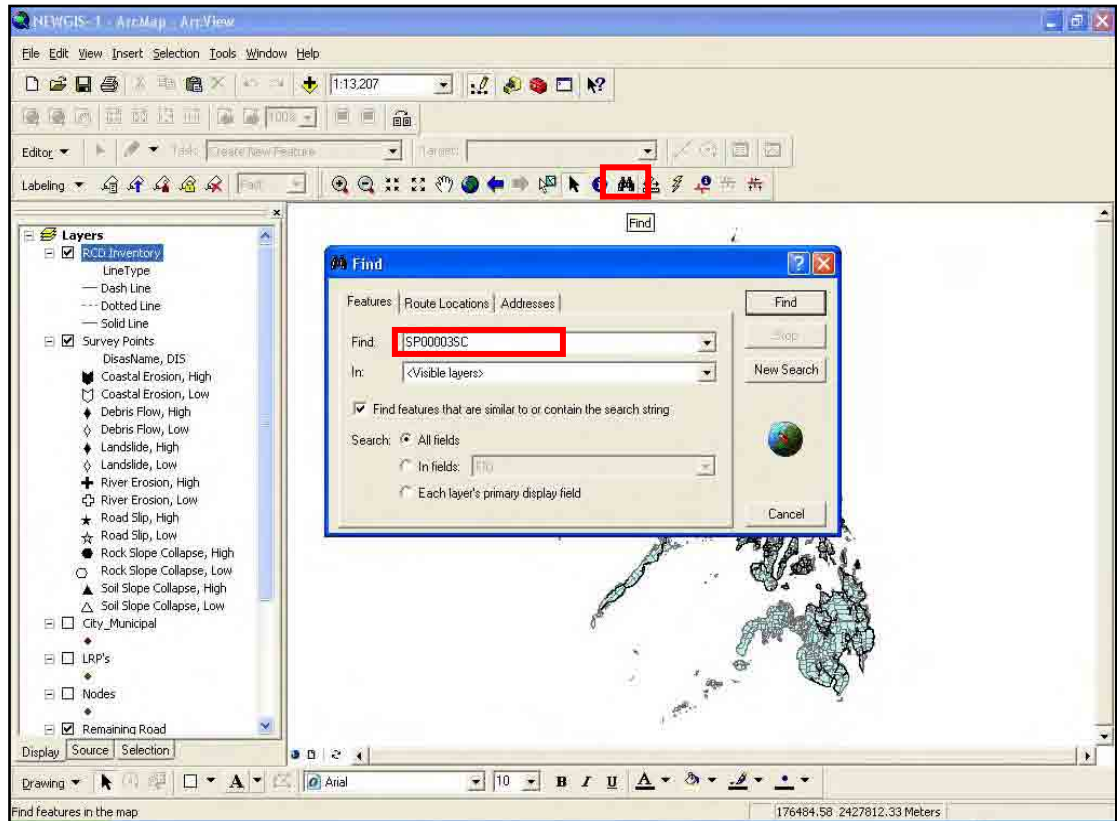 NEWGIS- 1 - ArcMap - ArcView
File Edit View Insert Selection Tools Window Help
1:13,207
100%
Editor Task: Create New Feature Target:
Labeling Fast
Find
Layers
RCD Inventory
LineType
Dash Line
Dotted Line
Solid Line
Survey Points
DisasName, DIS
Coastal Erosion, High
Coastal Erosion, Low
Debris Flow, High
Debris Flow, Low
Landslide, High
Landslide, Low
River Erosion, High
River Erosion, Low
Road Slip, High
Road Slip, Low
Rock Slope Collapse, High
Rock Slope Collapse, Low
Soil Slope Collapse, High
Soil Slope Collapse, Low
City_Municipal
LRP's
Nodes
Remaining Road
Display Source Selection
Find
Features Route Locations Addresses
Find: SP00003SC
In: <Visible layers>
Find features that are similar to or contain the search string
Search: All fields
In fields:
Each layer's primary display field
Find
Stop
New Search
Cancel
Drawing A Arial 10 B I U A
Find features in the map 176484.58 2427812.33 Meters